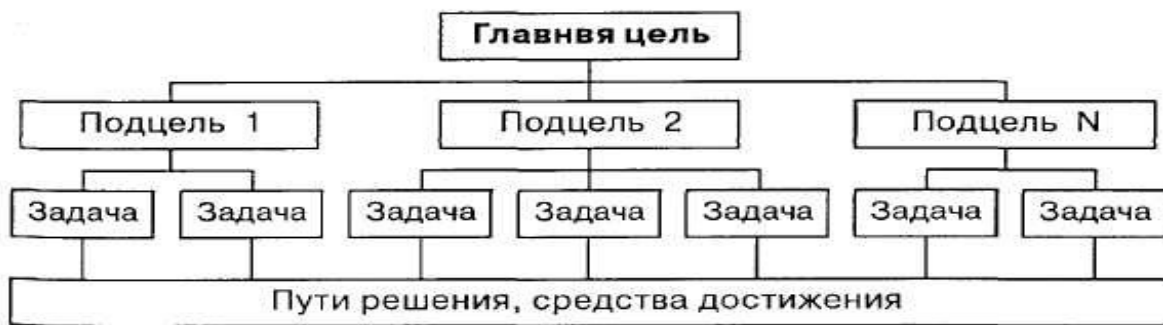 Главнвя цель
Подцель 1 Подцель 2 Подцель N
Задача Задача Задача Задача Задача Задача Задача
Пути решения, средства достижения